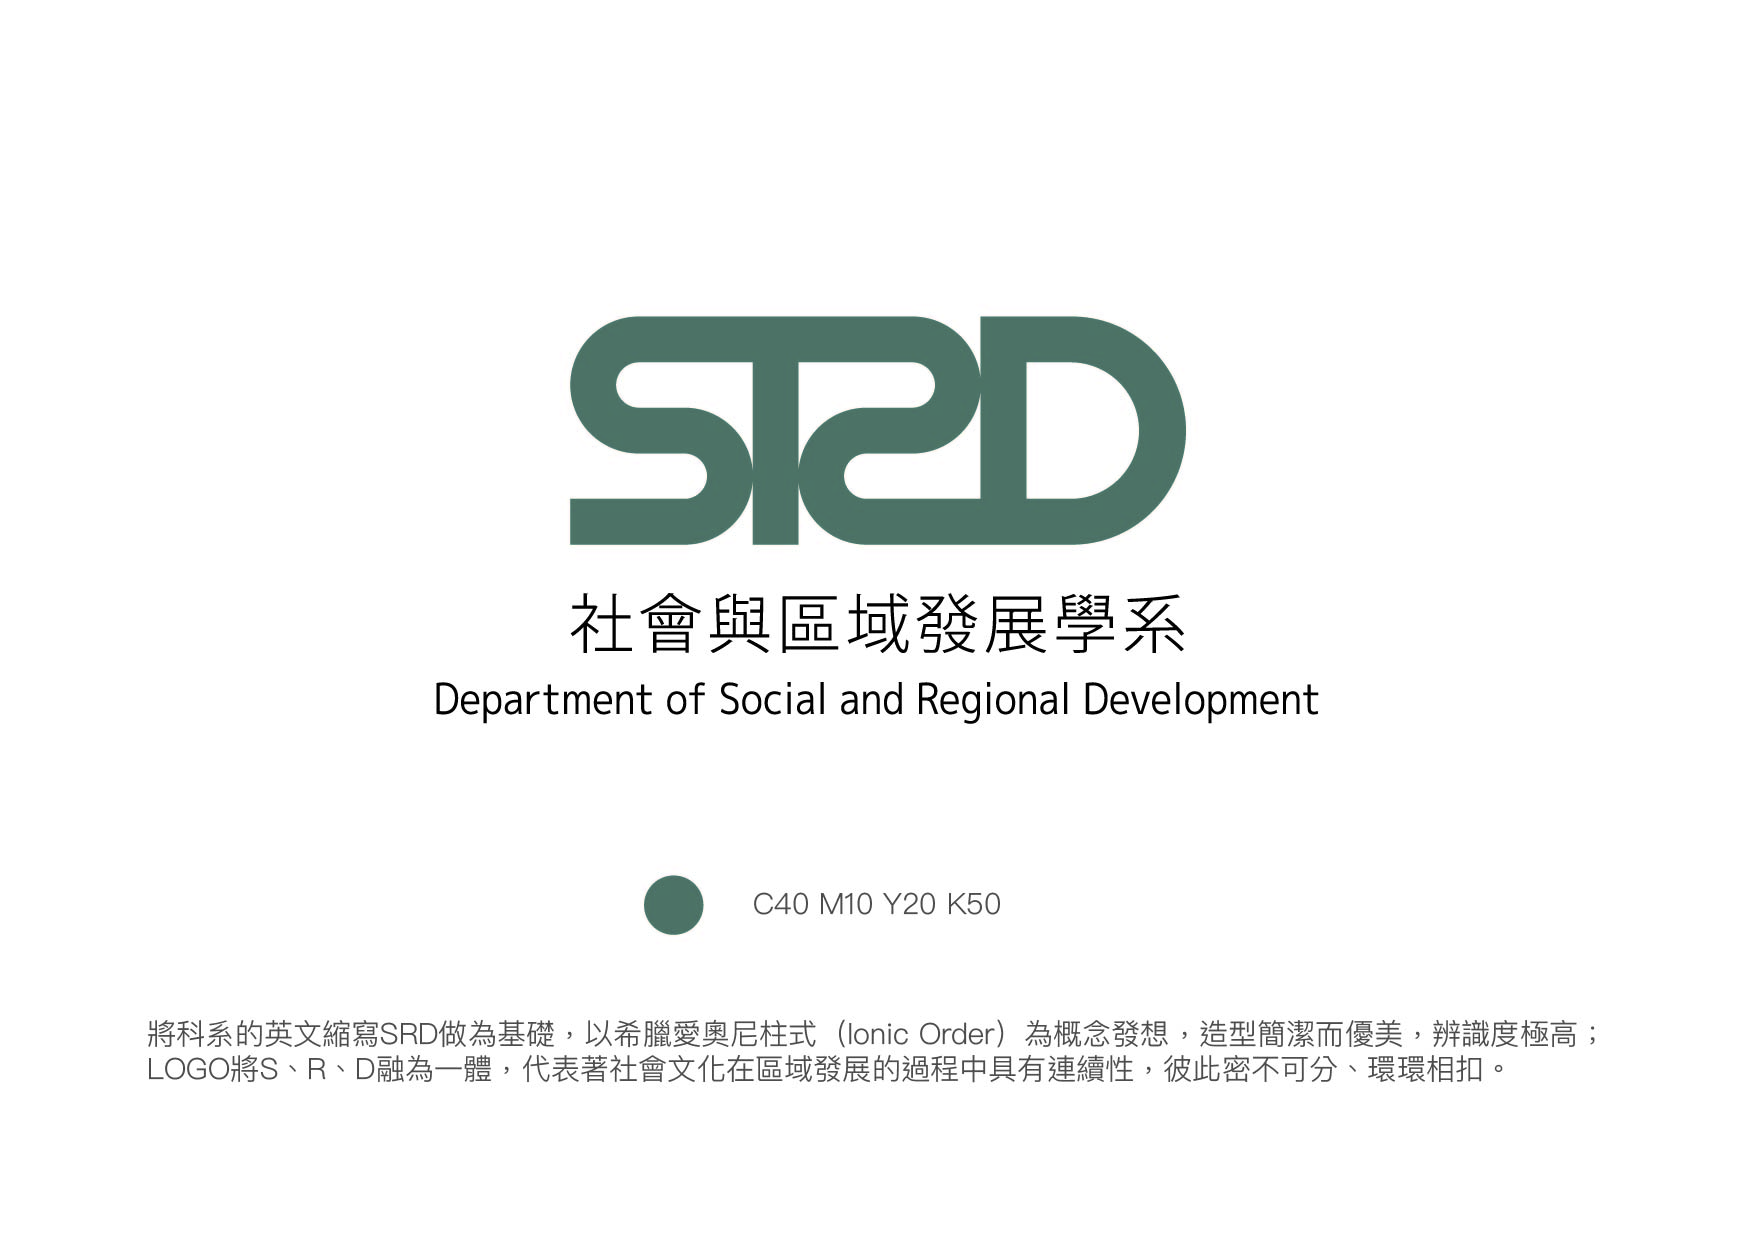 SRD
社會與區域發展學系
Department of Social and Regional Development
C40 M10 Y20 K50
將科系的英文縮寫SRD做為基礎，以希臘愛奧尼柱式（Ionic Order）為概念發想，造型簡潔而優美，辨識度極高；
LOGO將S、R、D融為一體，代表著社會文化在區域發展的過程中具有連續性，彼此密不可分、環環相扣。